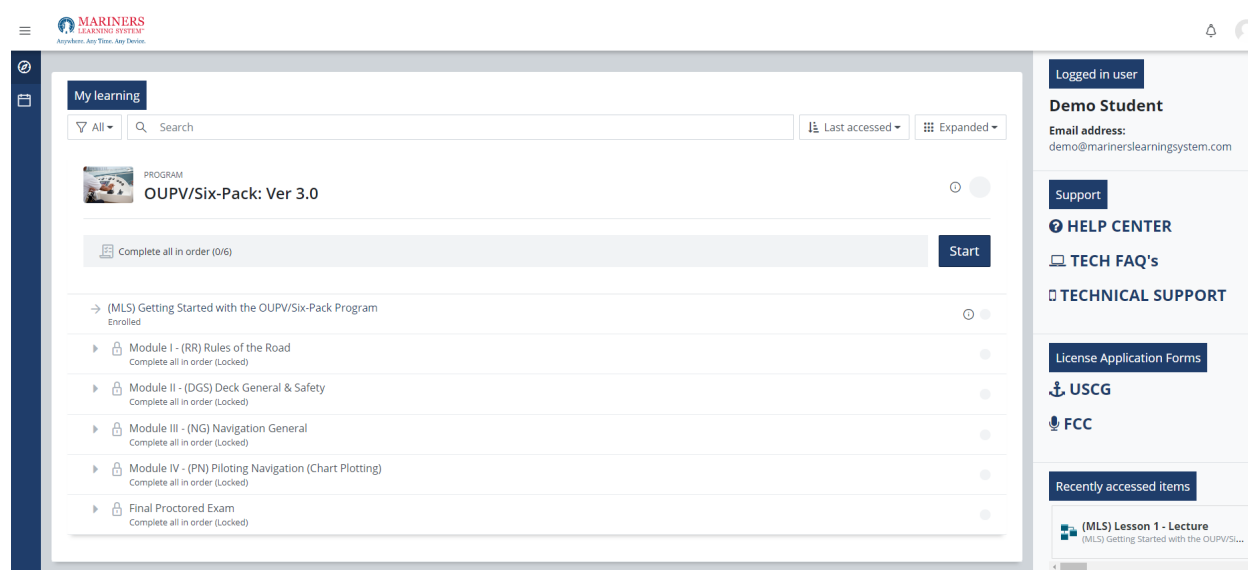 MARINERS
LEARNING SYSTEM™
Anywhere. Any Time. Any Device.
My learning
All
Search
Last accessed
Expanded
PROGRAM
OUPV/Six-Pack: Ver 3.0
Complete all in order (0/6)
Start
(MLS) Getting Started with the OUPV/Six-Pack Program
Enrolled
Module I - (RR) Rules of the Road
Complete all in order (Locked)
Module II - (DGS) Deck General & Safety
Complete all in order (Locked)
Module III - (NG) Navigation General
Complete all in order (Locked)
Module IV - (PN) Piloting Navigation (Chart Plotting)
Complete all in order (Locked)
Final Proctored Exam
Complete all in order (Locked)
Logged in user
Demo Student
Email address:
demo@marinerslearningsystem.com
Support
HELP CENTER
TECH FAQ's
TECHNICAL SUPPORT
License Application Forms
USCG
FCC
Recently accessed items
(MLS) Lesson 1 - Lecture
(MLS) Getting Started with the OUPV/Si...